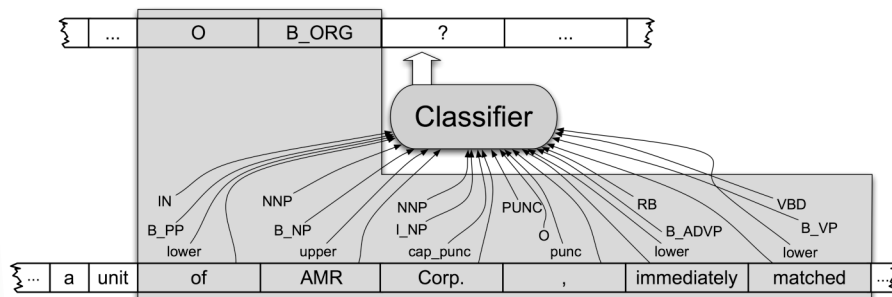 ... O B_ORG ? ...
Classifier
IN NNP NNP PUNC RB VBD
B_PP B_NP I_NP O B_ADVP B_VP
lower upper cap_punc punc lower lower
... a unit of AMR Corp. , immediately matched ...